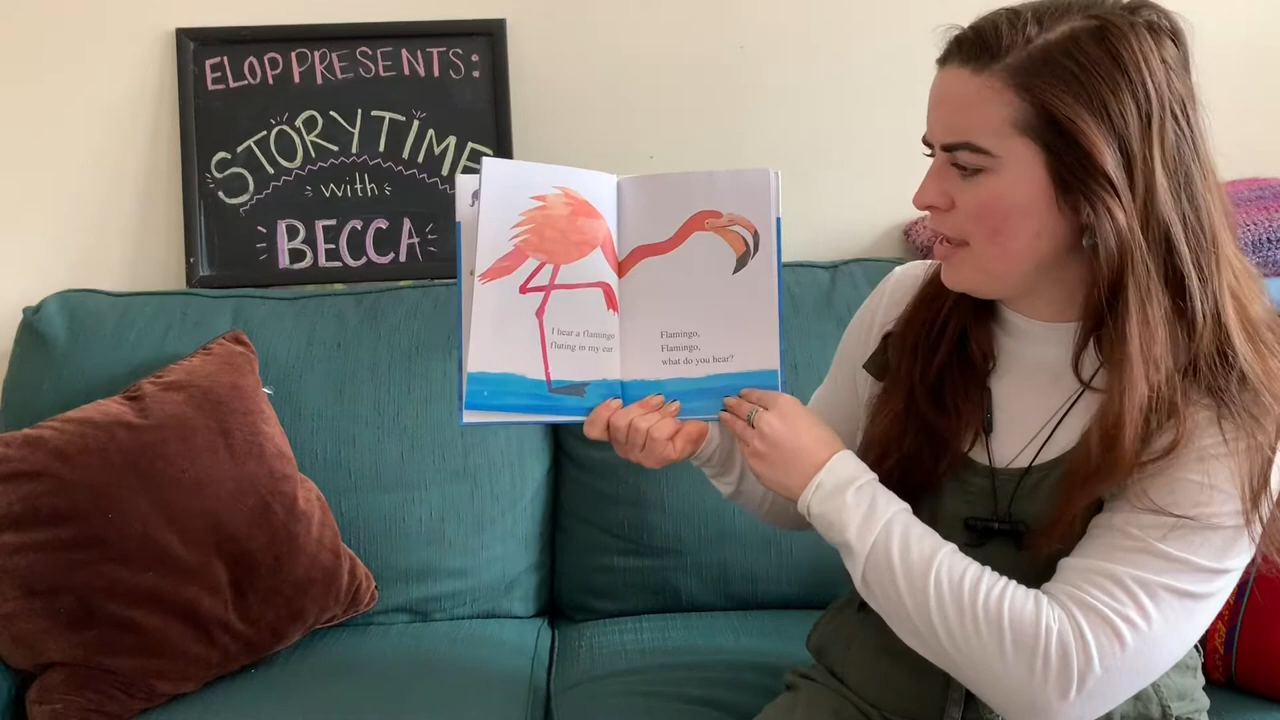 ELOP PRESENTS:
STORYTIME
with
BECCA
I hear a flamingo
fluting in my ear.
Flamingo,
Flamingo,
what do you hear?